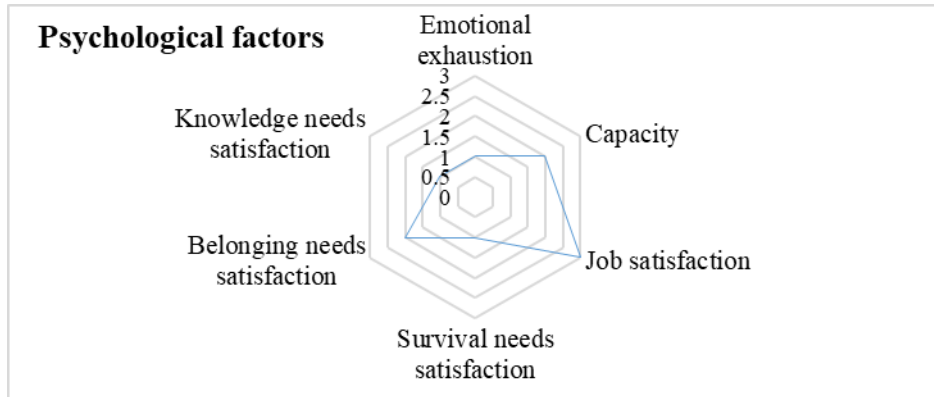 Psychological factors
Emotional
exhaustion
3
2.5
2
1.5
1
0.5
0
Capacity
Job satisfaction
Survival needs
satisfaction
Belonging needs
satisfaction
Knowledge needs
satisfaction